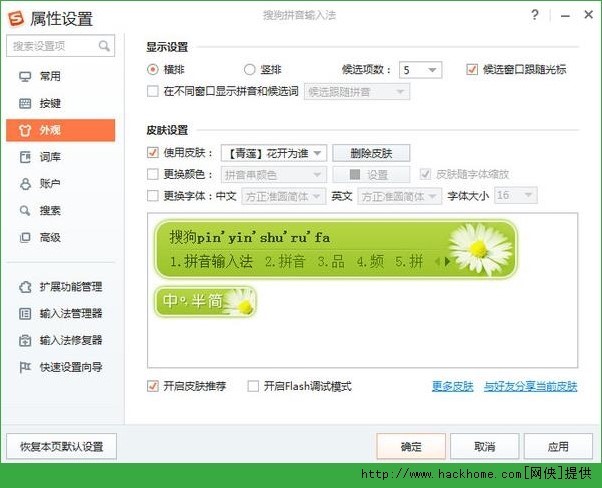 属性设置
搜狗拼音输入法
搜索设置项
常用
按键
外观
词库
账户
搜索
高级
扩展功能管理
输入法管理器
输入法修复器
快速设置向导
显示设置
横排 竖排 候选项数: 5 候选窗口跟随光标
在不同窗口显示拼音和候选词 候选跟随拼音
皮肤设置
使用皮肤: 【青莲】花开为谁 删除皮肤
更换颜色: 拼音串颜色 设置 皮肤随字体缩放
更换字体: 中文 方正准圆简体 英文 方正准圆简体 字体大小 16
搜狗pin'yin'shu'ru'fa
1.拼音输入法 2.拼音 3.品 4.频 5.拼
中°,半简
开启皮肤推荐 开启Flash调试模式 更多皮肤 与好友分享当前皮肤
恢复本页默认设置 确定 取消 应用
http://www.hackhome.com[网侠]提供